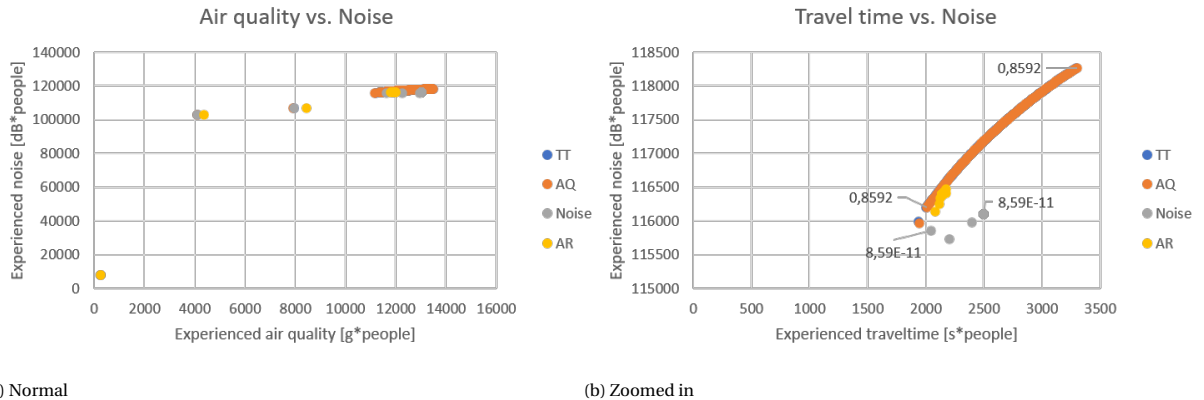 Air quality vs. Noise
Experienced noise [dB*people]
140000
120000
100000
80000
60000
40000
20000
0
0 2000 4000 6000 8000 10000 12000 14000 16000
Experienced air quality [g*people]
TT
AQ
Noise
AR
) Normal
Travel time vs. Noise
Experienced noise [dB*people]
118500
118000
117500
117000
116500
116000
115500
115000
0,8592
0,8592
8,59E-11
8,59E-11
0 500 1000 1500 2000 2500 3000 3500
Experienced traveltime [s*people]
TT
AQ
Noise
AR
(b) Zoomed in